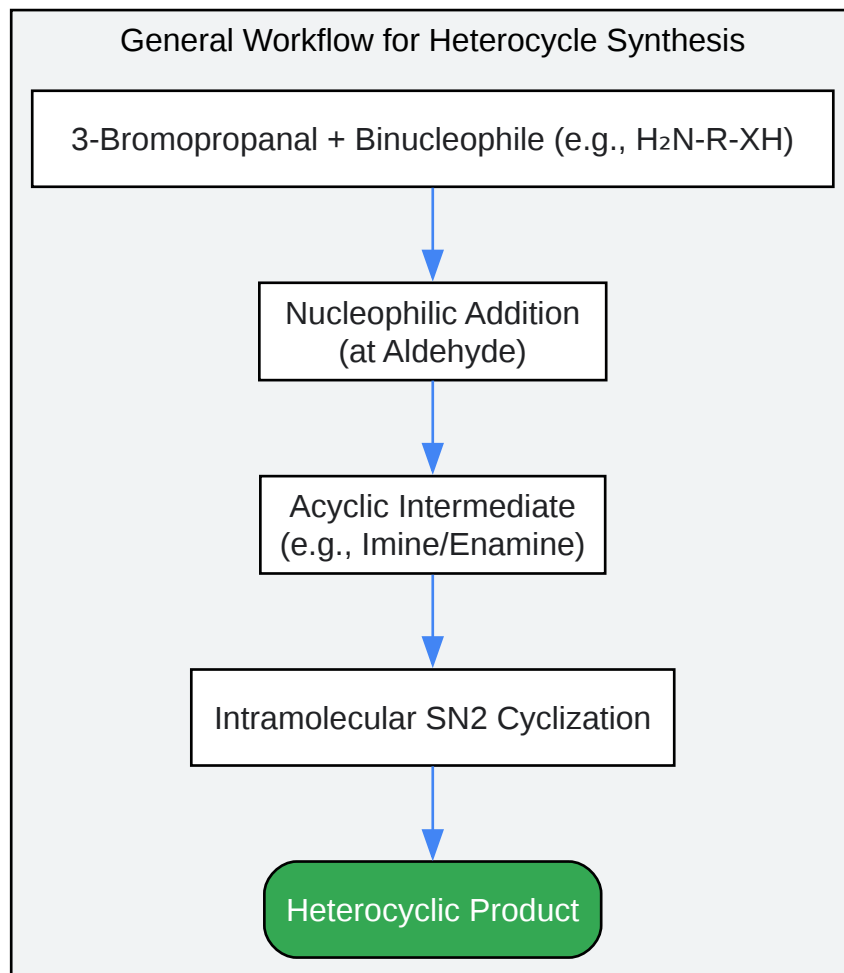 General Workflow for Heterocycle Synthesis
3-Bromopropanal + Binucleophile (e.g., H₂N-R-XH)
Nucleophilic Addition
(at Aldehyde)
Acyclic Intermediate
(e.g., Imine/Enamine)
Intramolecular SN2 Cyclization
Heterocyclic Product